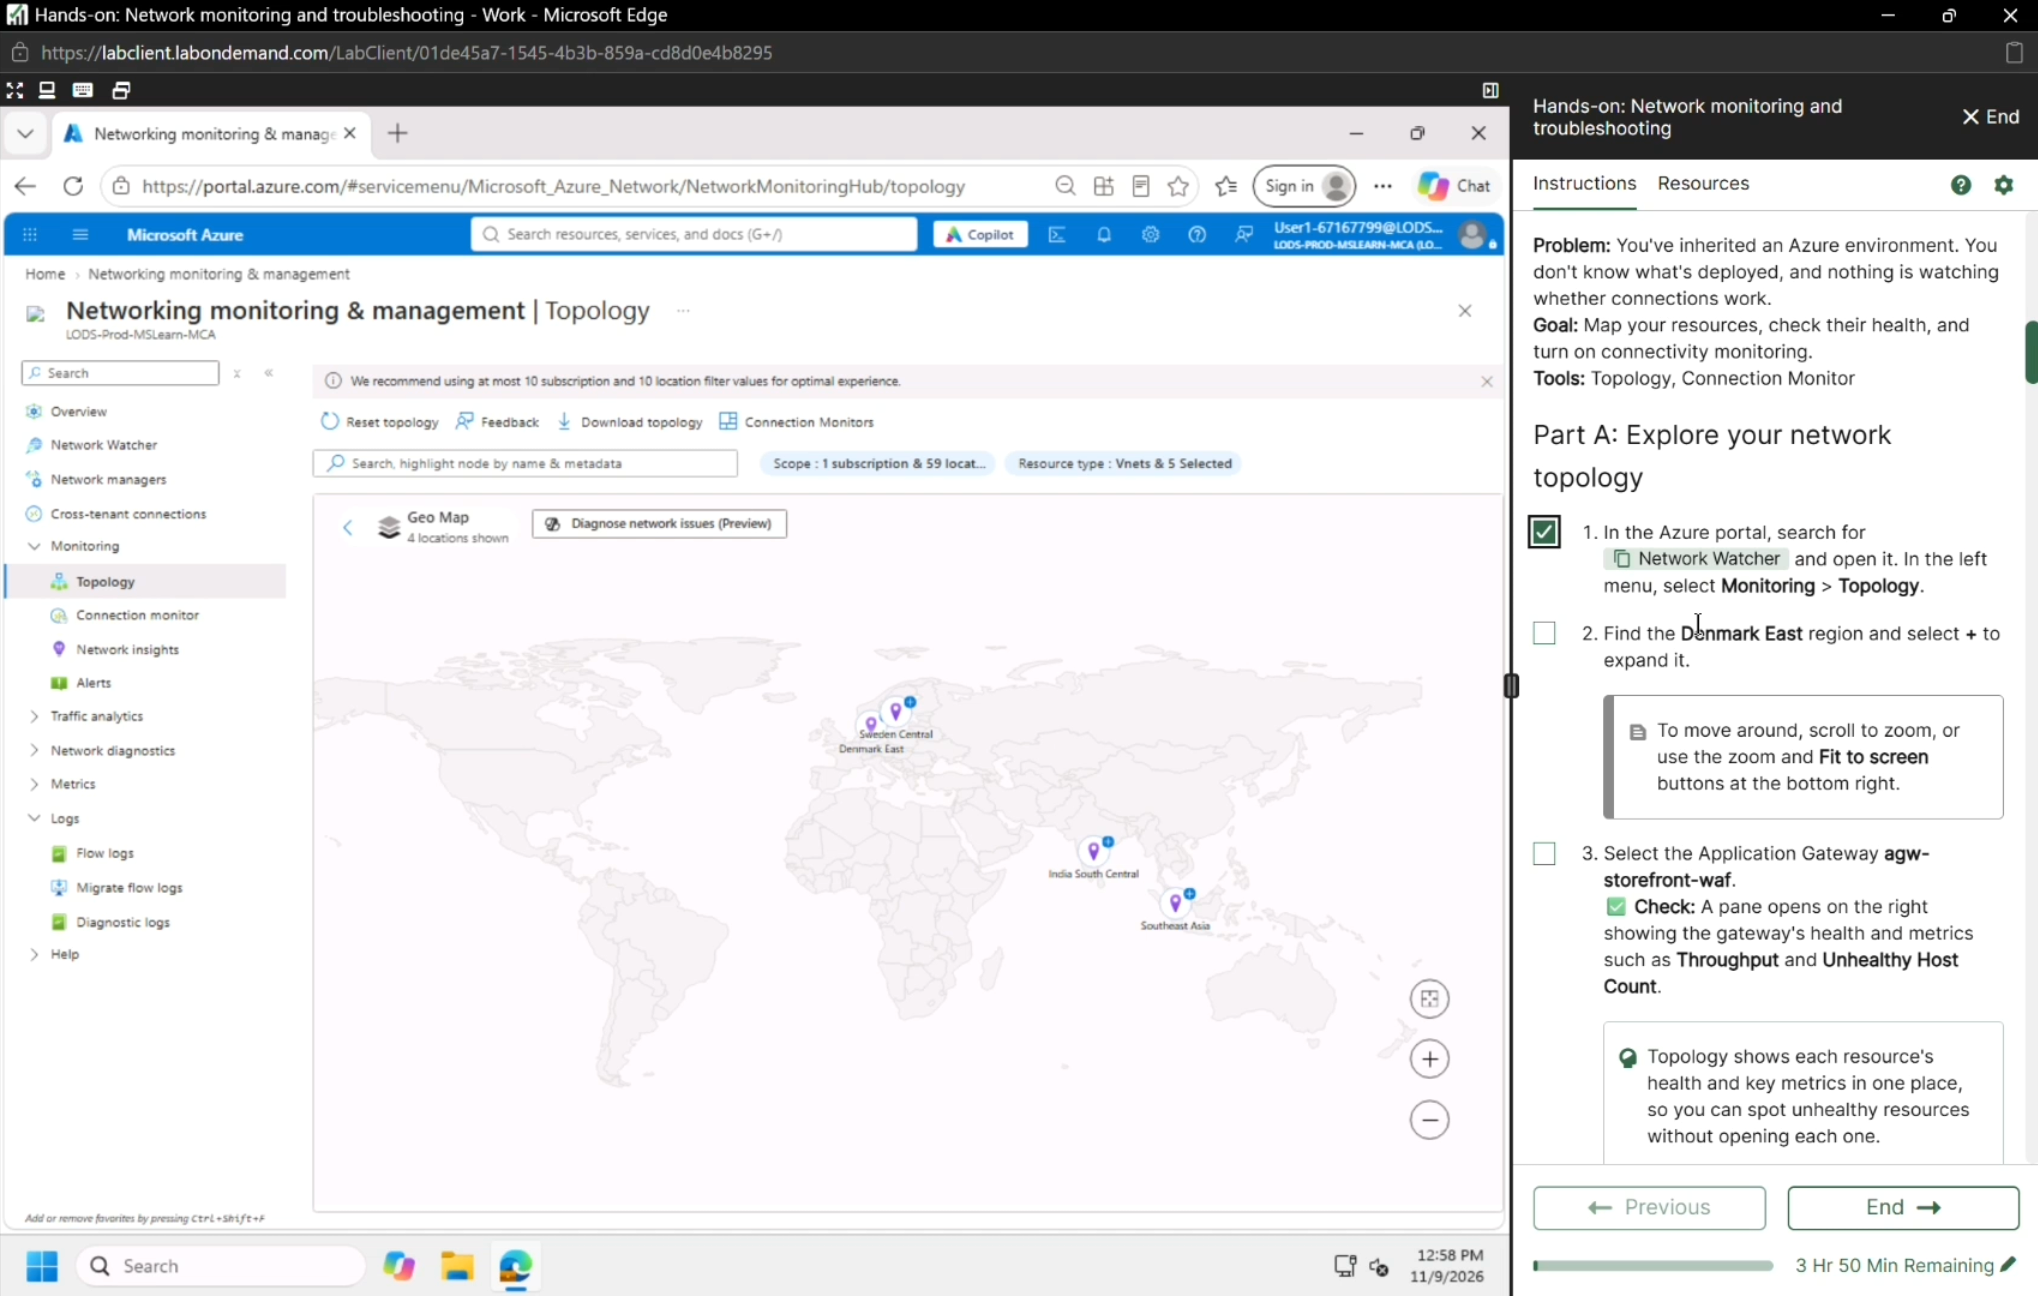 Hands-on: Network monitoring and troubleshooting - Work - Microsoft Edge
https://labclient.labondemand.com/LabClient/01de45a7-1545-4b3b-859a-cd8d0e4b8295
Networking monitoring & manage
https://portal.azure.com/#servicemenu/Microsoft_Azure_Network/NetworkMonitoringHub/topology
Sign in
Chat
Microsoft Azure
Search resources, services, and docs (G+/)
Copilot
User1-67167799@LODS...
LODS-PROD-MSLEARN-MCA (LO...
Home > Networking monitoring & management
Networking monitoring & management | Topology ...
LODS-Prod-MSLearn-MCA
Search
Overview
Network Watcher
Network managers
Cross-tenant connections
Monitoring
Topology
Connection monitor
Network insights
Alerts
Traffic analytics
Network diagnostics
Metrics
Logs
Flow logs
Migrate flow logs
Diagnostic logs
Help
Add or remove favorites by pressing Ctrl+Shift+F
We recommend using at most 10 subscription and 10 location filter values for optimal experience.
Reset topology
Feedback
Download topology
Connection Monitors
Search, highlight node by name & metadata
Scope : 1 subscription & 59 locat...
Resource type : Vnets & 5 Selected
Geo Map
4 locations shown
Diagnose network issues (Preview)
Sweden Central
Denmark East
India South Central
Southeast Asia
Search
12:58 PM
11/9/2026
Hands-on: Network monitoring and
troubleshooting
End
Instructions
Resources
Problem: You've inherited an Azure environment. You
don't know what's deployed, and nothing is watching
whether connections work.
Goal: Map your resources, check their health, and
turn on connectivity monitoring.
Tools: Topology, Connection Monitor
Part A: Explore your network
topology
1. In the Azure portal, search for
Network Watcher and open it. In the left
menu, select Monitoring > Topology.
2. Find the Denmark East region and select + to
expand it.
To move around, scroll to zoom, or
use the zoom and Fit to screen
buttons at the bottom right.
3. Select the Application Gateway agw-
storefront-waf.
Check: A pane opens on the right
showing the gateway's health and metrics
such as Throughput and Unhealthy Host
Count.
Topology shows each resource's
health and key metrics in one place,
so you can spot unhealthy resources
without opening each one.
← Previous
End →
3 Hr 50 Min Remaining